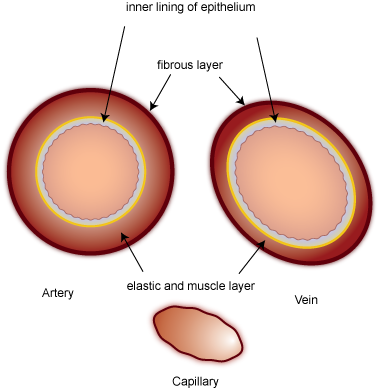 inner lining of epithelium
fibrous layer
elastic and muscle layer
Artery
Vein
Capillary